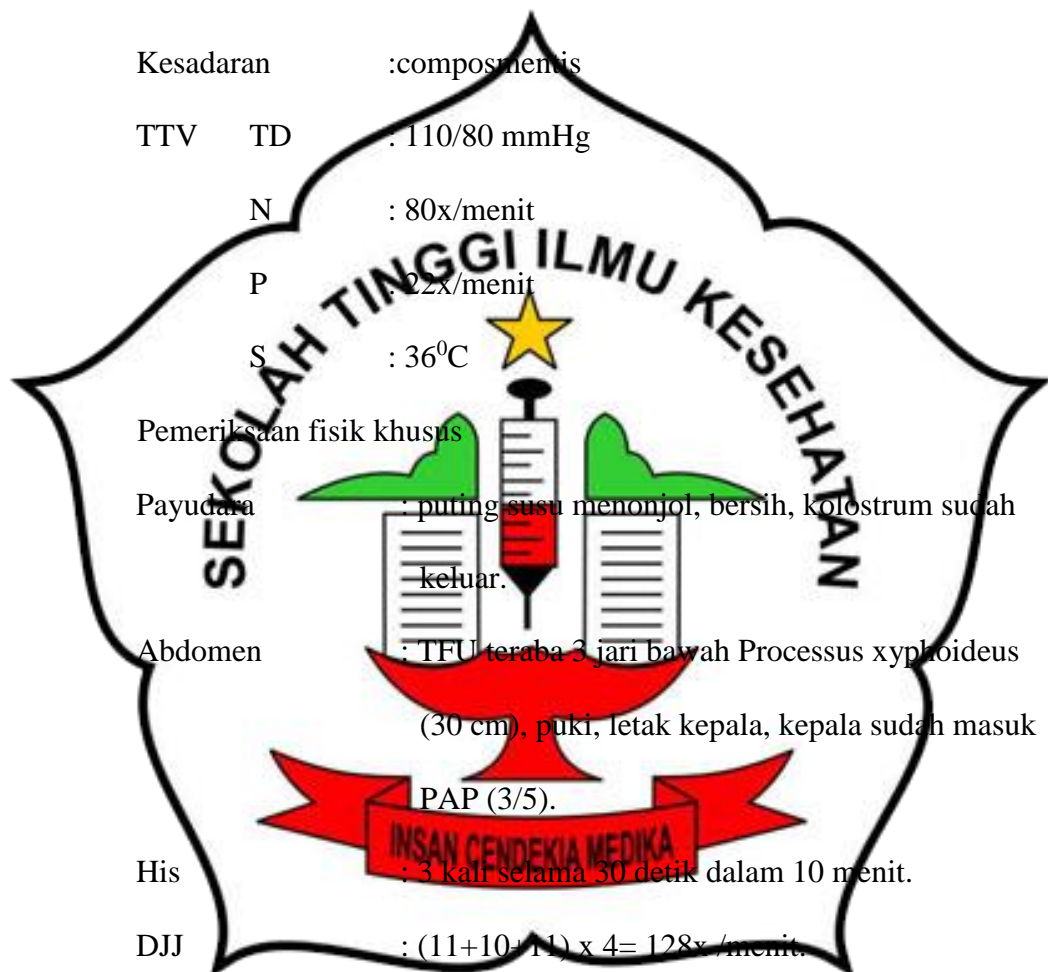 Kesadaran :composmentis
TTV TD : 110/80 mmHg
N : 80x/menit
P : 22x/menit
S : 36⁰C
Pemeriksaan fisik khusus
Payudara : puting susu menonjol, bersih, kolostrum sudah
keluar.
Abdomen : TFU teraba 3 jari bawah Processus xyphoideus
(30 cm), puki, letak kepala, kepala sudah masuk
PAP (3/5).
His : 3 kali selama 30 detik dalam 10 menit.
DJJ : (11+10+11) x 4= 128x /menit.
SEKOLAH TINGGI ILMU KESEHATAN
INSAN CENDEKIA MEDIKA